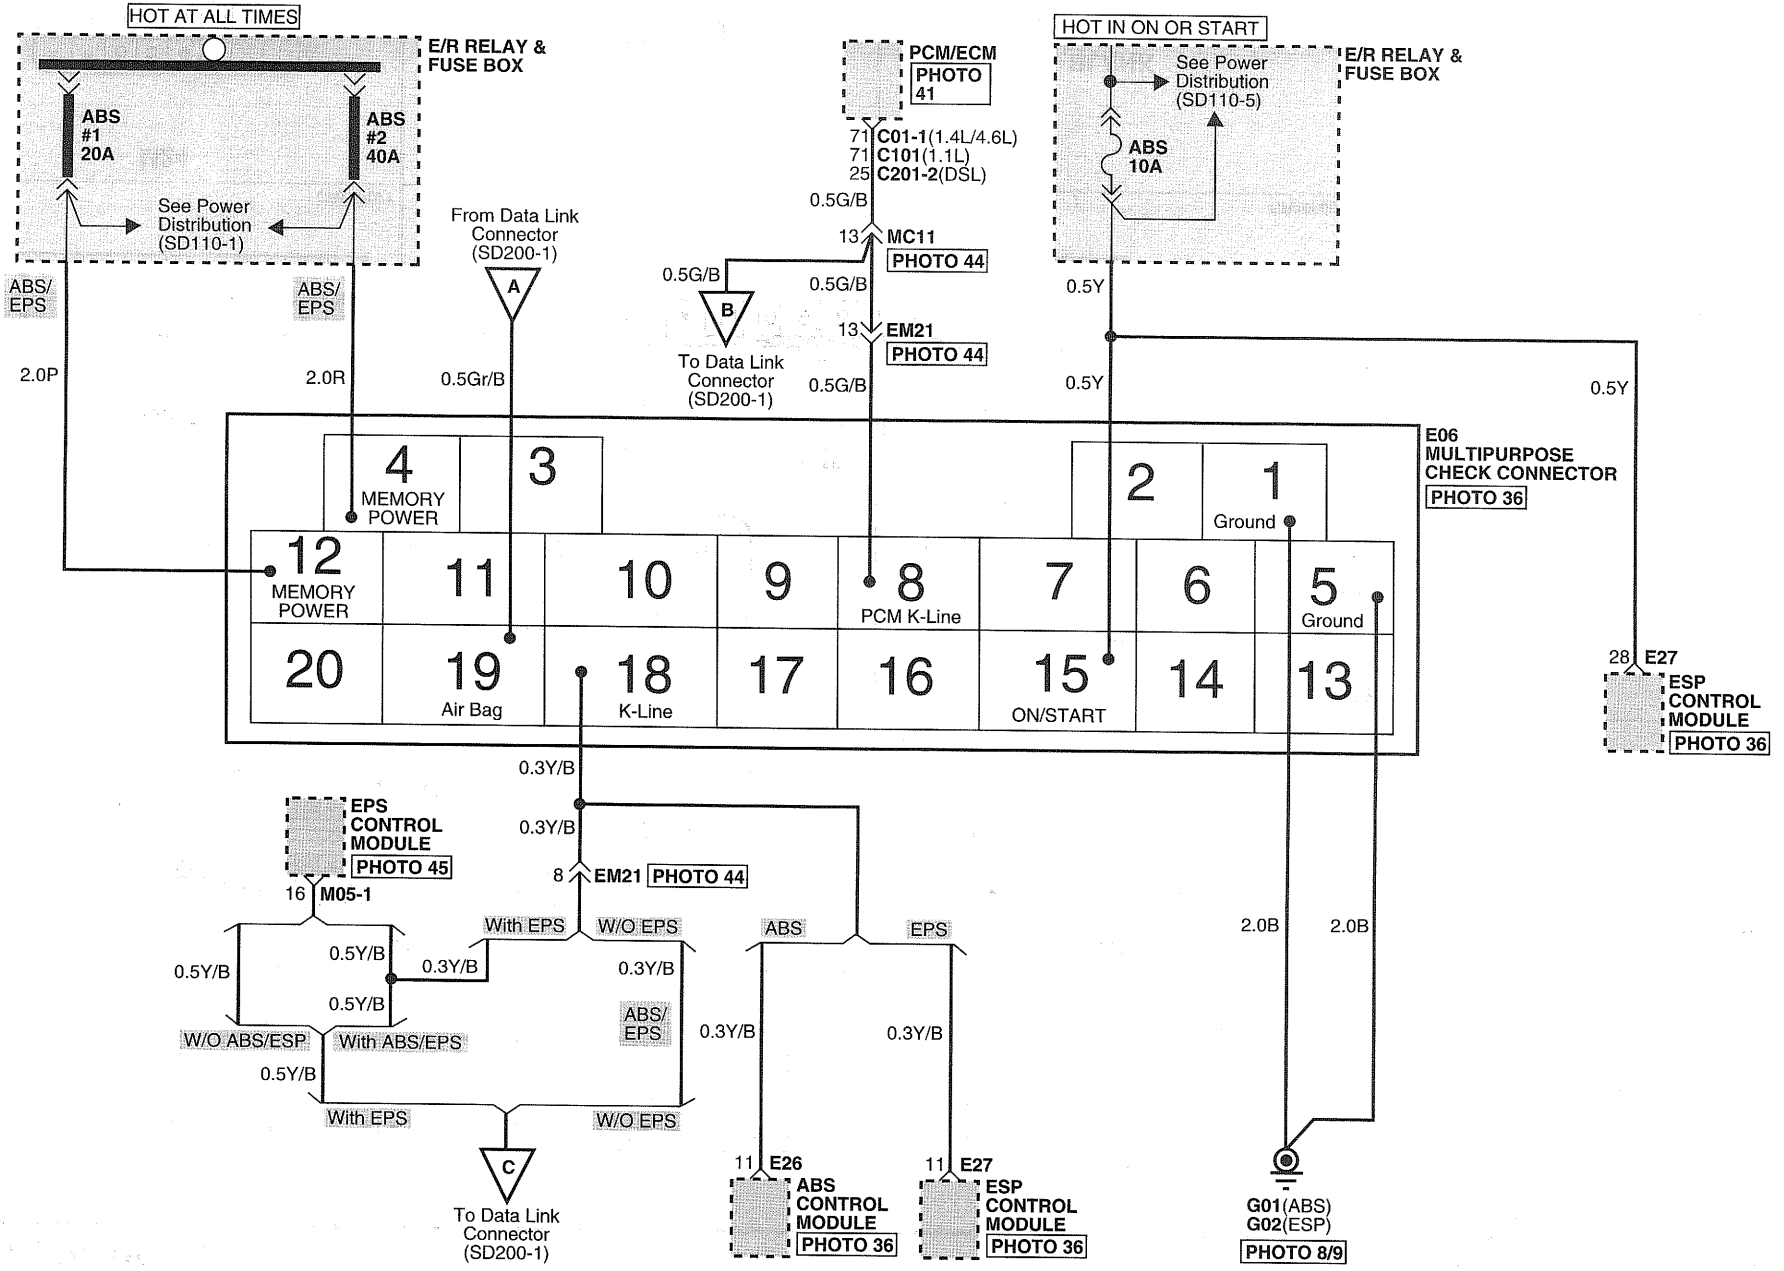 HOT AT ALL TIMES
E/R RELAY &
FUSE BOX
ABS
#1
20A
ABS
#2
40A
See Power
Distribution
(SD110-1)
PCM/ECM
PHOTO
41
71 C01-1(1.4L/4.6L)
71 C101(1.1L)
25 C201-2(DSL)
0.5G/B
13 MC11
PHOTO 44
0.5G/B
0.5G/B
13 EM21
PHOTO 44
0.5G/B
HOT IN ON OR START
E/R RELAY &
FUSE BOX
See Power
Distribution
(SD110-5)
ABS
10A
From Data Link
Connector
(SD200-1)
A
B
To Data Link
Connector
(SD200-1)
ABS/
EPS
ABS/
EPS
2.0P
2.0R
0.5Gr/B
0.5Y
0.5Y
0.5Y
E06
MULTIPURPOSE
CHECK CONNECTOR
PHOTO 36
4
MEMORY
POWER
3
2
1
Ground
12
MEMORY
POWER
11
10
9
8
PCM K-Line
7
6
5
Ground
20
19
Air Bag
18
K-Line
17
16
15
ON/START
14
13
28 E27
ESP
CONTROL
MODULE
PHOTO 36
0.3Y/B
0.3Y/B
EPS
CONTROL
MODULE
PHOTO 45
16 M05-1
8 EM21 PHOTO 44
With EPS
W/O EPS
ABS
EPS
0.5Y/B
0.5Y/B
0.3Y/B
0.3Y/B
0.5Y/B
ABS/
EPS
W/O ABS/ESP
With ABS/EPS
0.5Y/B
0.3Y/B
0.3Y/B
2.0B
2.0B
With EPS
W/O EPS
C
To Data Link
Connector
(SD200-1)
11 E26
ABS
CONTROL
MODULE
PHOTO 36
11 E27
ESP
CONTROL
MODULE
PHOTO 36
G01(ABS)
G02(ESP)
PHOTO 8/9